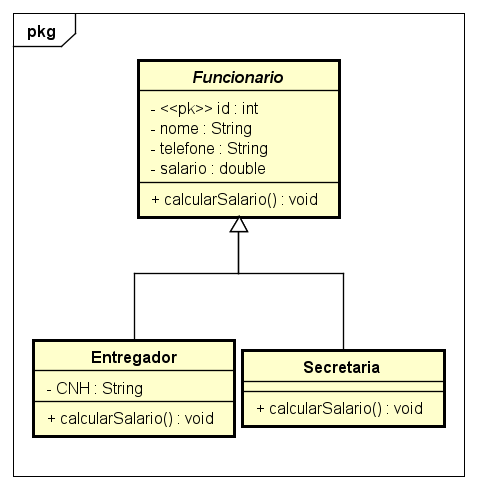 pkg
Funcionario
- <<pk>> id : int
- nome : String
- telefone : String
- salario : double
+ calcularSalario() : void
Entregador
- CNH : String
+ calcularSalario() : void
Secretaria
+ calcularSalario() : void